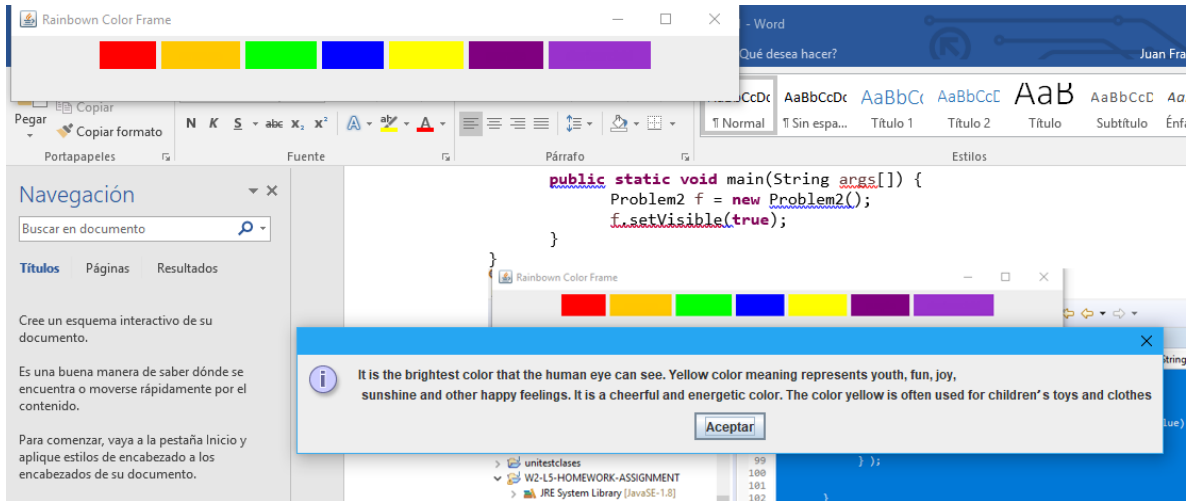 Rainbown Color Frame
- Word
Qué desea hacer?
Juan Fra
Copiar
Pegar
Copiar formato
N K S abc X₂ X² A aby A
AaBbCcDc AaBbCc AaBbCcE AaB AaBbCcD Aa
¶ Normal ¶ Sin espa... Título 1 Título 2 Título Subtítulo Énfa
Portapapeles Fuente Párrafo Estilos
Navegación
Buscar en documento
Títulos Páginas Resultados
Cree un esquema interactivo de su
documento.
Es una buena manera de saber dónde se
encuentra o moverse rápidamente por el
contenido.
Para comenzar, vaya a la pestaña Inicio y
aplique estilos de encabezado a los
encabezados de su documento.
public static void main(String args[]) {
Problem2 f = new Problem2();
f.setVisible(true);
}
}
Rainbown Color Frame
String
It is the brightest color that the human eye can see. Yellow color meaning represents youth, fun, joy,
sunshine and other happy feelings. It is a cheerful and energetic color. The color yellow is often used for children's toys and clothes
Aceptar
lue)
unitestclases
W2-L5-HOMEWORK-ASSIGNMENT
JRE System Library [JavaSE-1.8]
99 } );
100
101
102 }